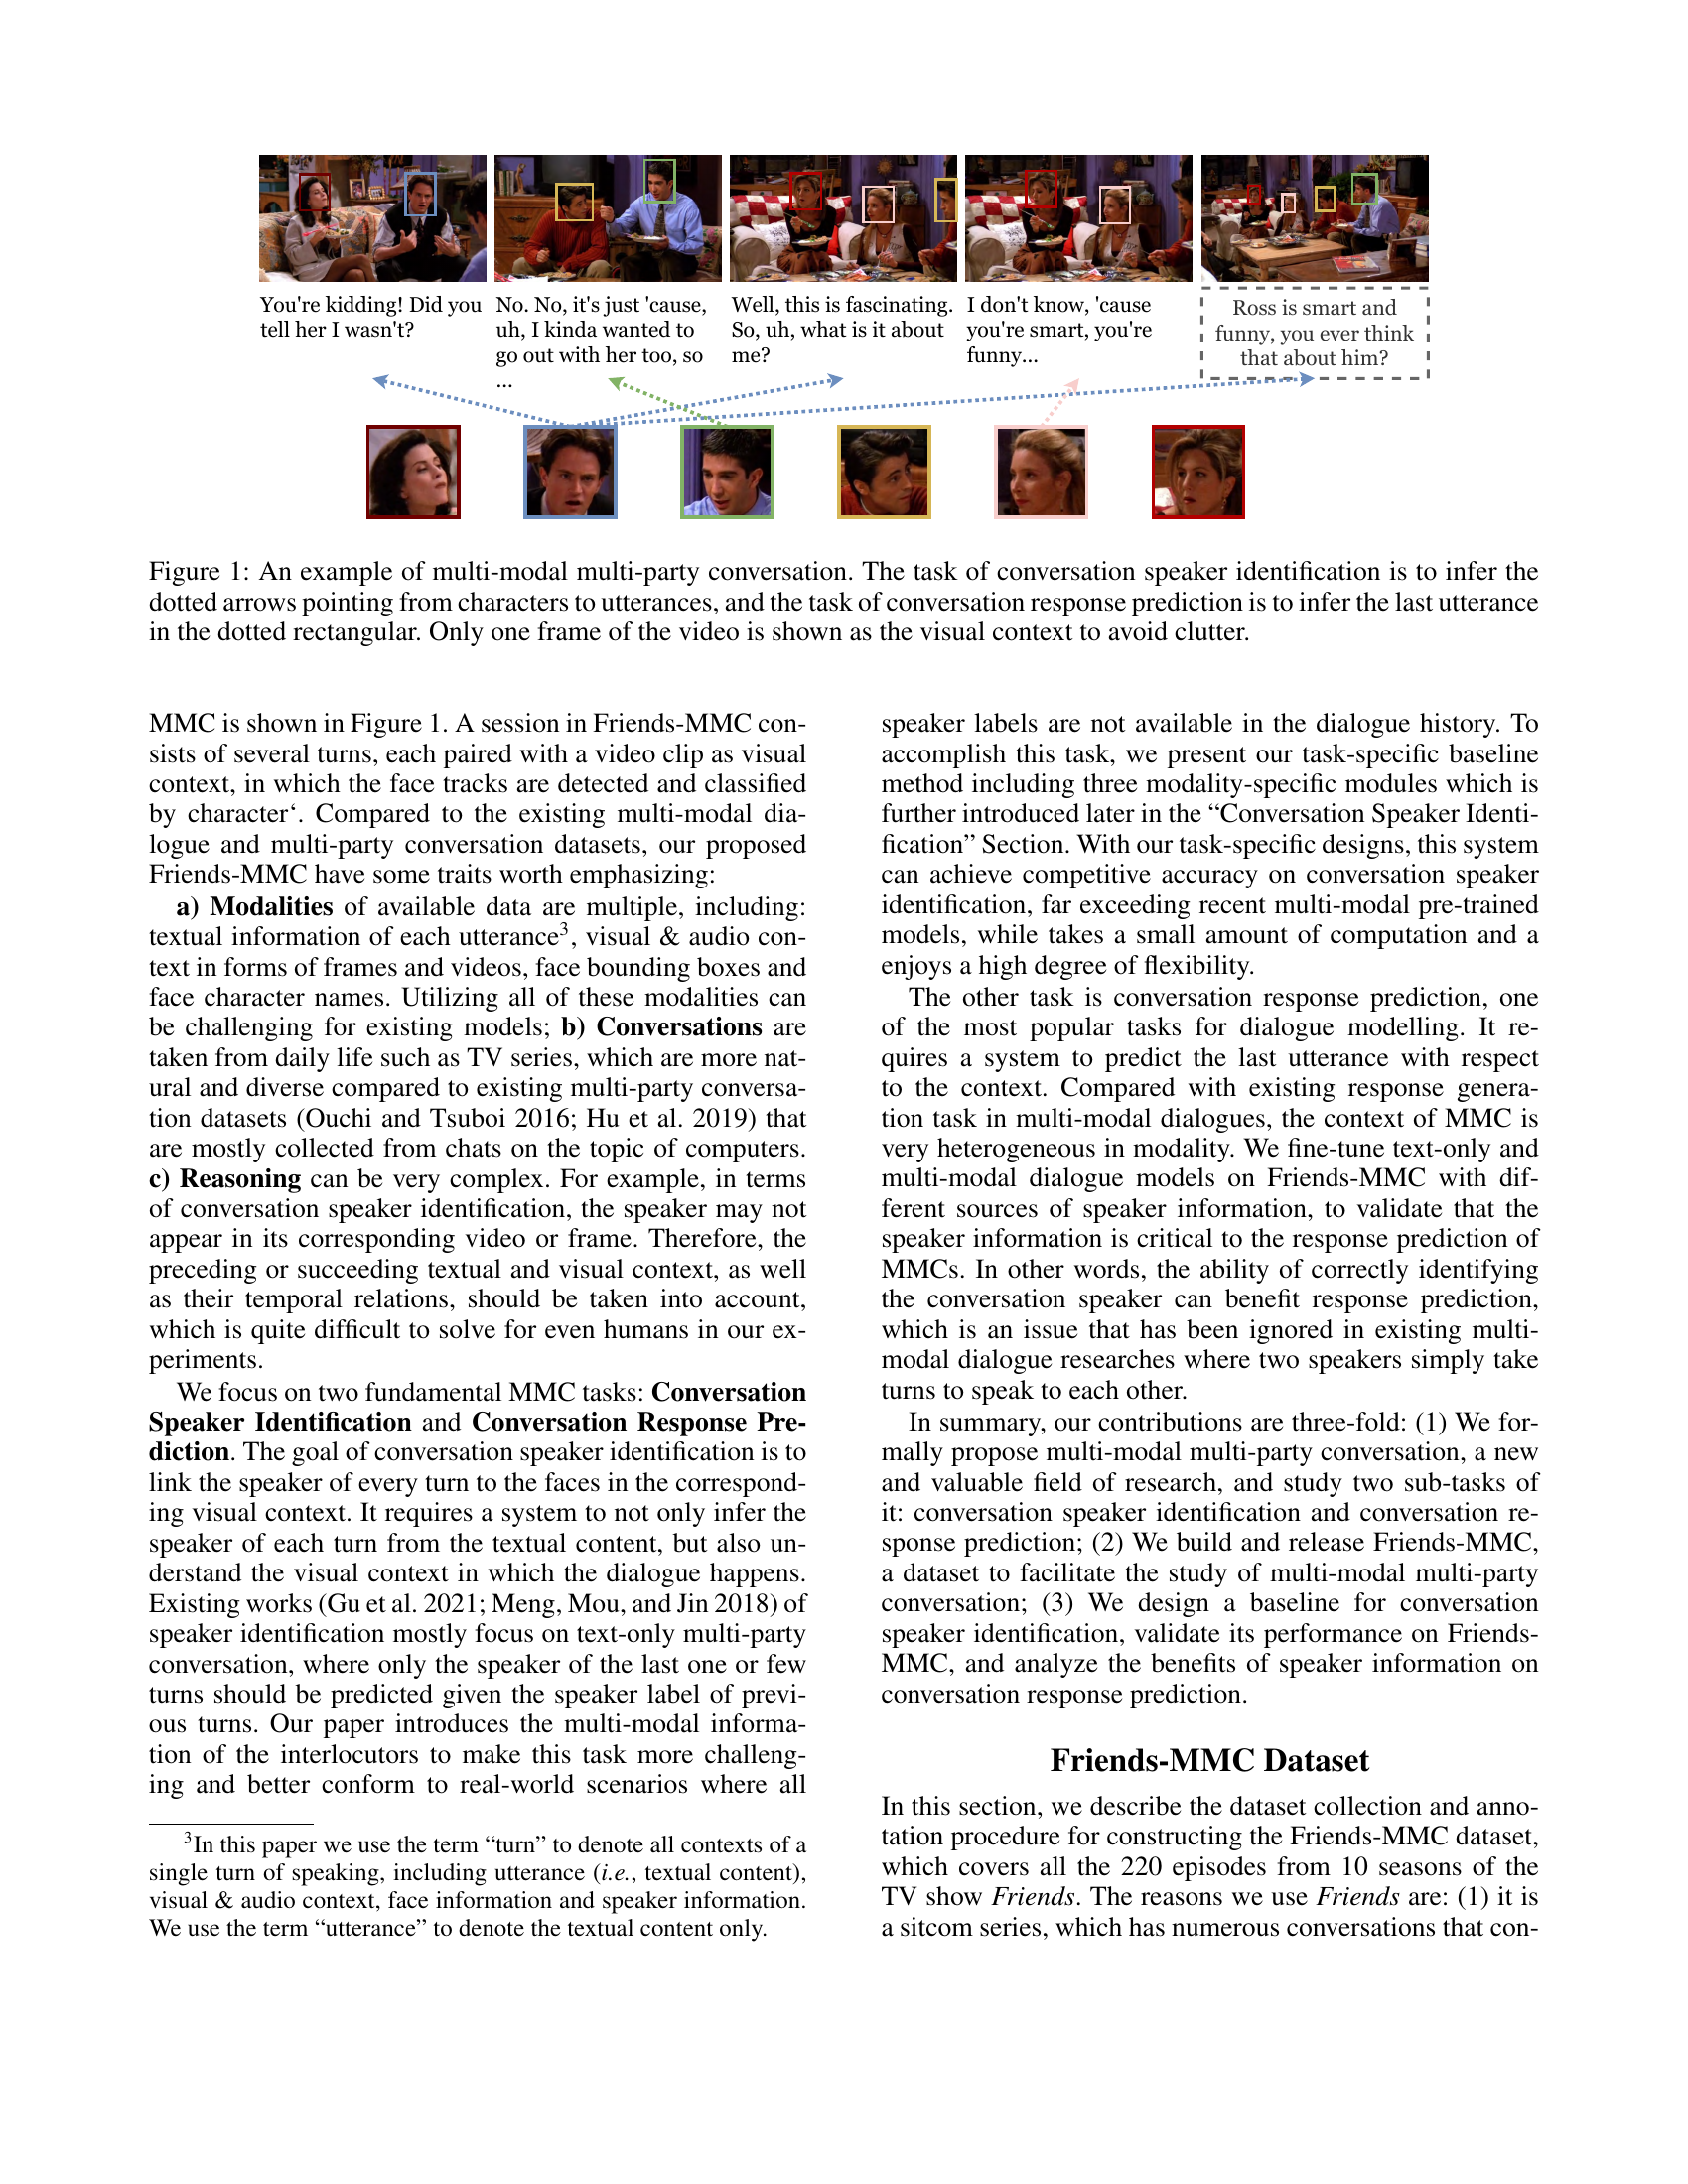 You're kidding! Did you
tell her I wasn't?
No. No, it's just 'cause,
uh, I kinda wanted to
go out with her too, so
...
Well, this is fascinating.
So, uh, what is it about
me?
I don't know, 'cause
you're smart, you're
funny...
Ross is smart and
funny, you ever think
that about him?
Figure 1: An example of multi-modal multi-party conversation. The task of conversation speaker identification is to infer the
dotted arrows pointing from characters to utterances, and the task of conversation response prediction is to infer the last utterance
in the dotted rectangular. Only one frame of the video is shown as the visual context to avoid clutter.
MMC is shown in Figure 1. A session in Friends-MMC con-
sists of several turns, each paired with a video clip as visual
context, in which the face tracks are detected and classified
by character‘. Compared to the existing multi-modal dia-
logue and multi-party conversation datasets, our proposed
Friends-MMC have some traits worth emphasizing:
a) Modalities of available data are multiple, including:
textual information of each utterance3, visual & audio con-
text in forms of frames and videos, face bounding boxes and
face character names. Utilizing all of these modalities can
be challenging for existing models; b) Conversations are
taken from daily life such as TV series, which are more nat-
ural and diverse compared to existing multi-party conversa-
tion datasets (Ouchi and Tsuboi 2016; Hu et al. 2019) that
are mostly collected from chats on the topic of computers.
c) Reasoning can be very complex. For example, in terms
of conversation speaker identification, the speaker may not
appear in its corresponding video or frame. Therefore, the
preceding or succeeding textual and visual context, as well
as their temporal relations, should be taken into account,
which is quite difficult to solve for even humans in our ex-
periments.
We focus on two fundamental MMC tasks: Conversation
Speaker Identification and Conversation Response Pre-
diction. The goal of conversation speaker identification is to
link the speaker of every turn to the faces in the correspond-
ing visual context. It requires a system to not only infer the
speaker of each turn from the textual content, but also un-
derstand the visual context in which the dialogue happens.
Existing works (Gu et al. 2021; Meng, Mou, and Jin 2018) of
speaker identification mostly focus on text-only multi-party
conversation, where only the speaker of the last one or few
turns should be predicted given the speaker label of previ-
ous turns. Our paper introduces the multi-modal informa-
tion of the interlocutors to make this task more challeng-
ing and better conform to real-world scenarios where all
3In this paper we use the term “turn” to denote all contexts of a
single turn of speaking, including utterance (i.e., textual content),
visual & audio context, face information and speaker information.
We use the term “utterance” to denote the textual content only.
speaker labels are not available in the dialogue history. To
accomplish this task, we present our task-specific baseline
method including three modality-specific modules which is
further introduced later in the “Conversation Speaker Identi-
fication” Section. With our task-specific designs, this system
can achieve competitive accuracy on conversation speaker
identification, far exceeding recent multi-modal pre-trained
models, while takes a small amount of computation and a
enjoys a high degree of flexibility.
The other task is conversation response prediction, one
of the most popular tasks for dialogue modelling. It re-
quires a system to predict the last utterance with respect
to the context. Compared with existing response genera-
tion task in multi-modal dialogues, the context of MMC is
very heterogeneous in modality. We fine-tune text-only and
multi-modal dialogue models on Friends-MMC with dif-
ferent sources of speaker information, to validate that the
speaker information is critical to the response prediction of
MMCs. In other words, the ability of correctly identifying
the conversation speaker can benefit response prediction,
which is an issue that has been ignored in existing multi-
modal dialogue researches where two speakers simply take
turns to speak to each other.
In summary, our contributions are three-fold: (1) We for-
mally propose multi-modal multi-party conversation, a new
and valuable field of research, and study two sub-tasks of
it: conversation speaker identification and conversation re-
sponse prediction; (2) We build and release Friends-MMC,
a dataset to facilitate the study of multi-modal multi-party
conversation; (3) We design a baseline for conversation
speaker identification, validate its performance on Friends-
MMC, and analyze the benefits of speaker information on
conversation response prediction.
Friends-MMC Dataset
In this section, we describe the dataset collection and anno-
tation procedure for constructing the Friends-MMC dataset,
which covers all the 220 episodes from 10 seasons of the
TV show Friends. The reasons we use Friends are: (1) it is
a sitcom series, which has numerous conversations that con-